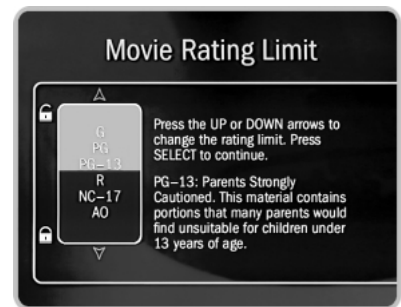 Movie Rating Limit
G
PG
PG–13
R
NC–17
AO
Press the UP or DOWN arrows to
change the rating limit. Press
SELECT to continue.
PG–13: Parents Strongly
Cautioned. This material contains
portions that many parents would
find unsuitable for children under
13 years of age.